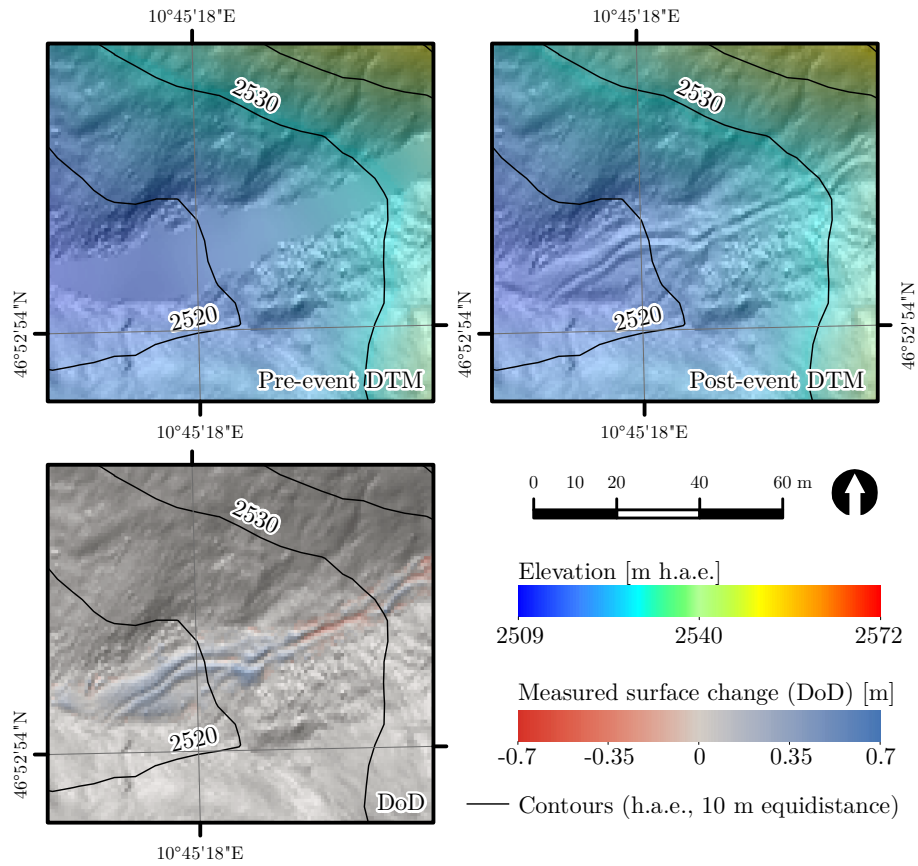 10°45'18"E
10°45'18"E
2530
2530
46°52'54"N
2520
Pre-event DTM
46°52'54"N
2520
Post-event DTM
46°52'54"N
10°45'18"E
10°45'18"E
10°45'18"E
2530
46°52'54"N
2520
DoD
10°45'18"E
0 10 20 40 60 m
Elevation [m h.a.e.]
2509 2540 2572
Measured surface change (DoD) [m]
-0.7 -0.35 0 0.35 0.7
Contours (h.a.e., 10 m equidistance)